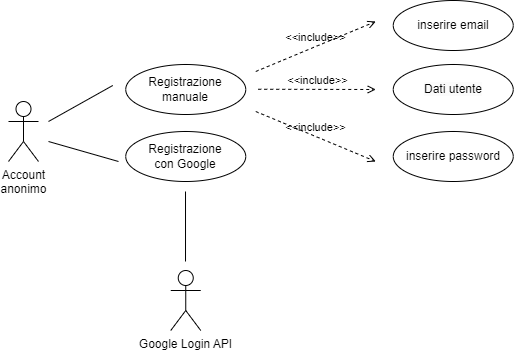 <<include>>
inserire email
Registrazione
manuale
<<include>>
Dati utente
<<include>>
Registrazione
con Google
inserire password
Account
anonimo
Google Login API